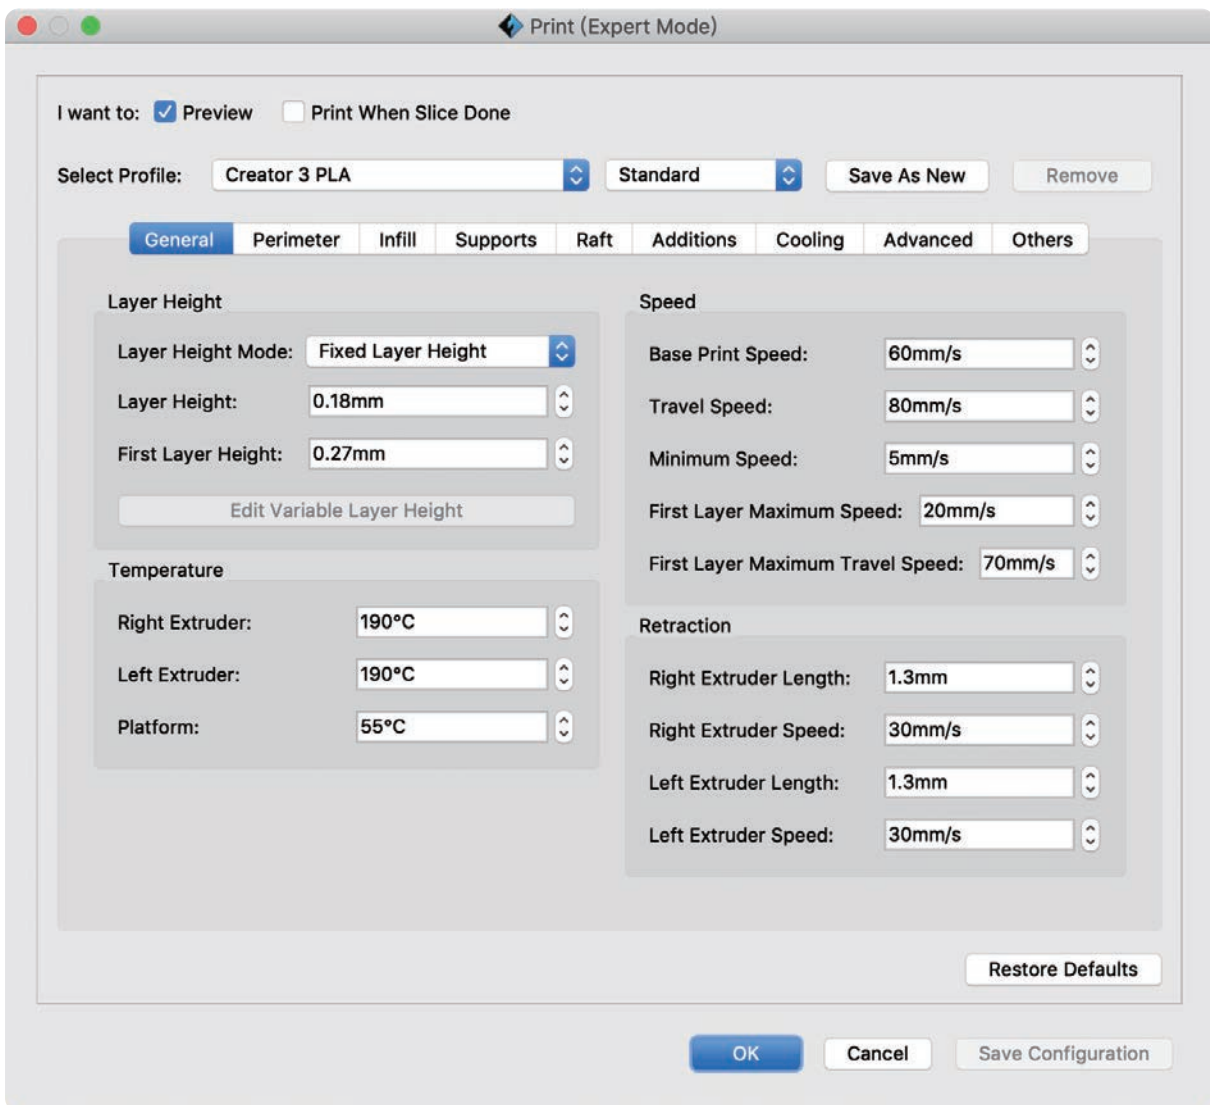 Print (Expert Mode)
I want to: Preview Print When Slice Done
Select Profile: Creator 3 PLA Standard Save As New Remove
General Perimeter Infill Supports Raft Additions Cooling Advanced Others
Layer Height
Layer Height Mode: Fixed Layer Height
Layer Height: 0.18mm
First Layer Height: 0.27mm
Edit Variable Layer Height
Temperature
Right Extruder: 190°C
Left Extruder: 190°C
Platform: 55°C
Speed
Base Print Speed: 60mm/s
Travel Speed: 80mm/s
Minimum Speed: 5mm/s
First Layer Maximum Speed: 20mm/s
First Layer Maximum Travel Speed: 70mm/s
Retraction
Right Extruder Length: 1.3mm
Right Extruder Speed: 30mm/s
Left Extruder Length: 1.3mm
Left Extruder Speed: 30mm/s
Restore Defaults
OK Cancel Save Configuration